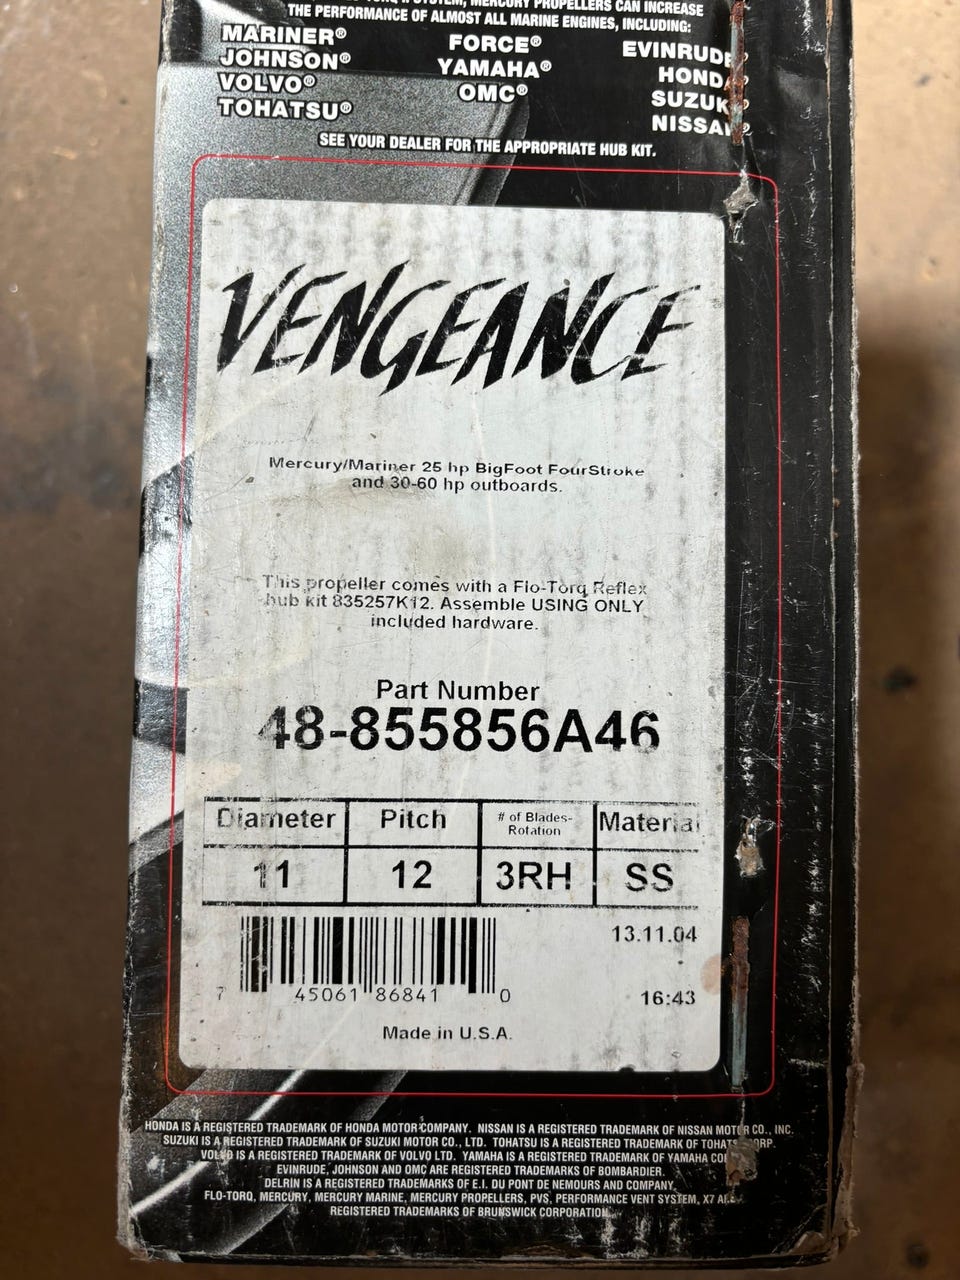 SYSTEM, MERCURY PROPELLERS CAN INCREASE
THE PERFORMANCE OF ALMOST ALL MARINE ENGINES, INCLUDING:
MARINER® FORCE® EVINRUDE®
JOHNSON® YAMAHA® HONDA®
VOLVO® OMC® SUZUKI®
TOHATSU® NISSAN®
SEE YOUR DEALER FOR THE APPROPRIATE HUB KIT.
VENGEANCE
Mercury/Mariner 25 hp BigFoot FourStroke
and 30-60 hp outboards.
This propeller comes with a Flo-Torq Reflex
hub kit 835257K12. Assemble USING ONLY
included hardware.
Part Number
48-855856A46
Diameter Pitch # of Blades- Material
Rotation
11 12 3RH SS
13.11.04
7 45061 86841 0
16:43
Made in U.S.A.
HONDA IS A REGISTERED TRADEMARK OF HONDA MOTOR COMPANY. NISSAN IS A REGISTERED TRADEMARK OF NISSAN MOTOR CO., INC.
SUZUKI IS A REGISTERED TRADEMARK OF SUZUKI MOTOR CO., LTD. TOHATSU IS A REGISTERED TRADEMARK OF TOHATSU CORP.
VOLVO IS A REGISTERED TRADEMARK OF VOLVO LTD. YAMAHA IS A REGISTERED TRADEMARK OF YAMAHA
EVINRUDE, JOHNSON AND OMC ARE REGISTERED TRADEMARKS OF BOMBARDIER.
DELRIN IS A REGISTERED TRADEMARKS OF E.I. DU PONT DE NEMOURS AND COMPANY.
FLO-TORQ, MERCURY, MERCURY MARINE, MERCURY PROPELLERS, PVS, PERFORMANCE VENT SYSTEM, X7 ARE
REGISTERED TRADEMARKS OF BRUNSWICK CORPORATION.